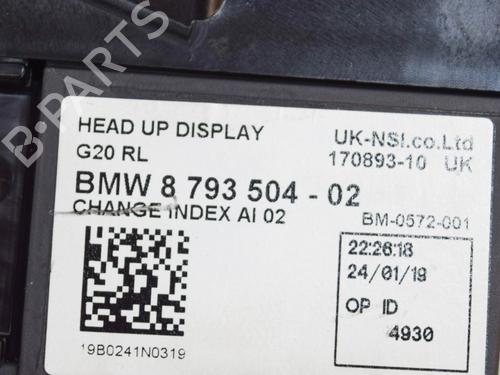 HEAD UP DISPLAY
G20 RL
BMW 8 793 504 - 02
CHANGE INDEX AI 02
19B0241N0319
UK-NSI.co.Ltd
170893-10 UK
BM-0572-001
22:26:18
24/01/19
OP ID
4930
B-PARTS